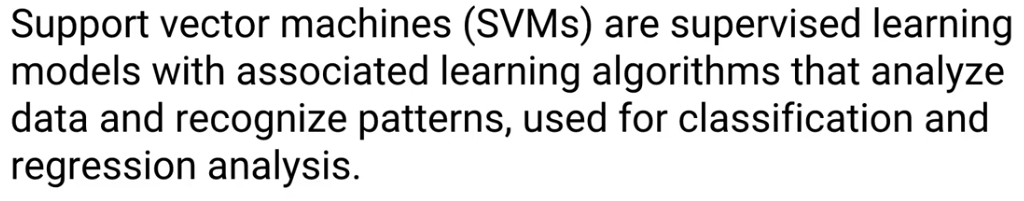 Support vector machines (SVMs) are supervised learning
models with associated learning algorithms that analyze
data and recognize patterns, used for classification and
regression analysis.